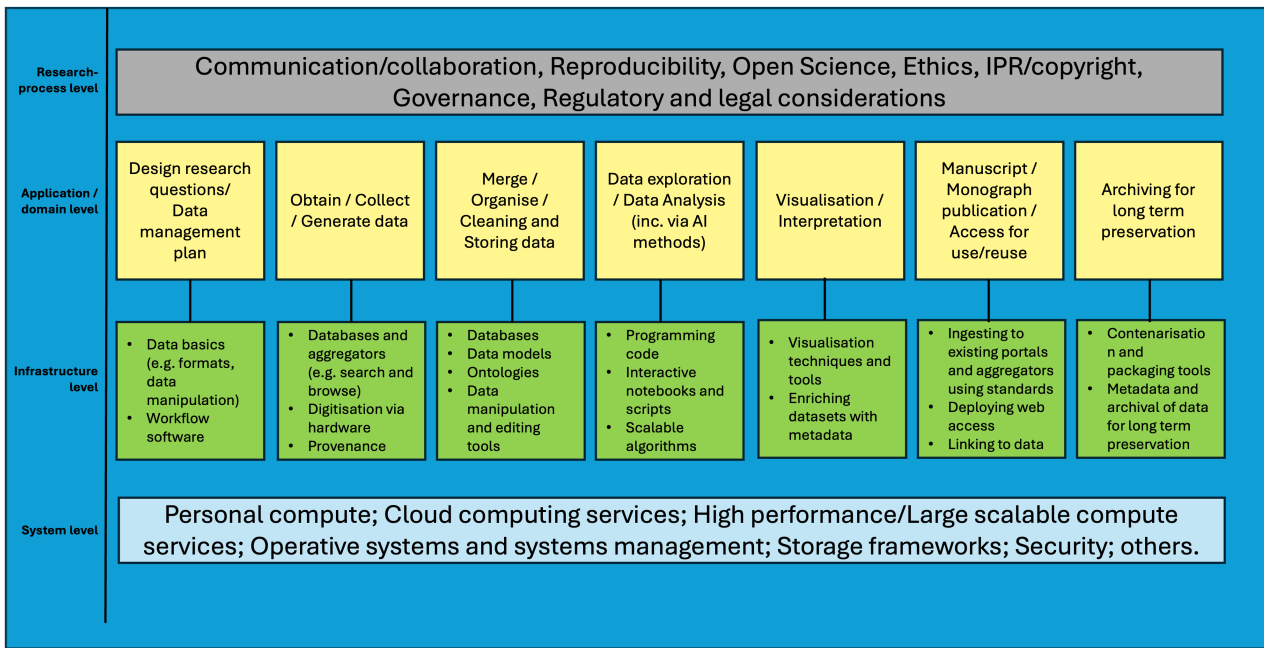 Research-
process level
Communication/collaboration, Reproducibility, Open Science, Ethics, IPR/copyright,
Governance, Regulatory and legal considerations
Application /
domain level
Design research
questions/
Data
management
plan
Obtain / Collect
/ Generate data
Merge /
Organise /
Cleaning and
Storing data
Data exploration
/ Data Analysis
(inc. via AI
methods)
Visualisation /
Interpretation
Manuscript /
Monograph
publication /
Access for
use/reuse
Archiving for
long term
preservation
Infrastructure
level
• Data basics
(e.g. formats,
data
manipulation)
• Workflow
software
• Databases and
aggregators
(e.g. search and
browse)
• Digitisation via
hardware
• Provenance
• Databases
• Data models
• Ontologies
• Data
manipulation
and editing
tools
• Programming
code
• Interactive
notebooks and
scripts
• Scalable
algorithms
• Visualisation
techniques and
tools
• Enriching
datasets with
metadata
• Ingesting to
existing portals
and aggregators
using standards
• Deploying web
access
• Linking to data
• Contenarisatio
n and
packaging tools
• Metadata and
archival of data
for long term
preservation
System level
Personal compute; Cloud computing services; High performance/Large scalable compute
services; Operative systems and systems management; Storage frameworks; Security; others.